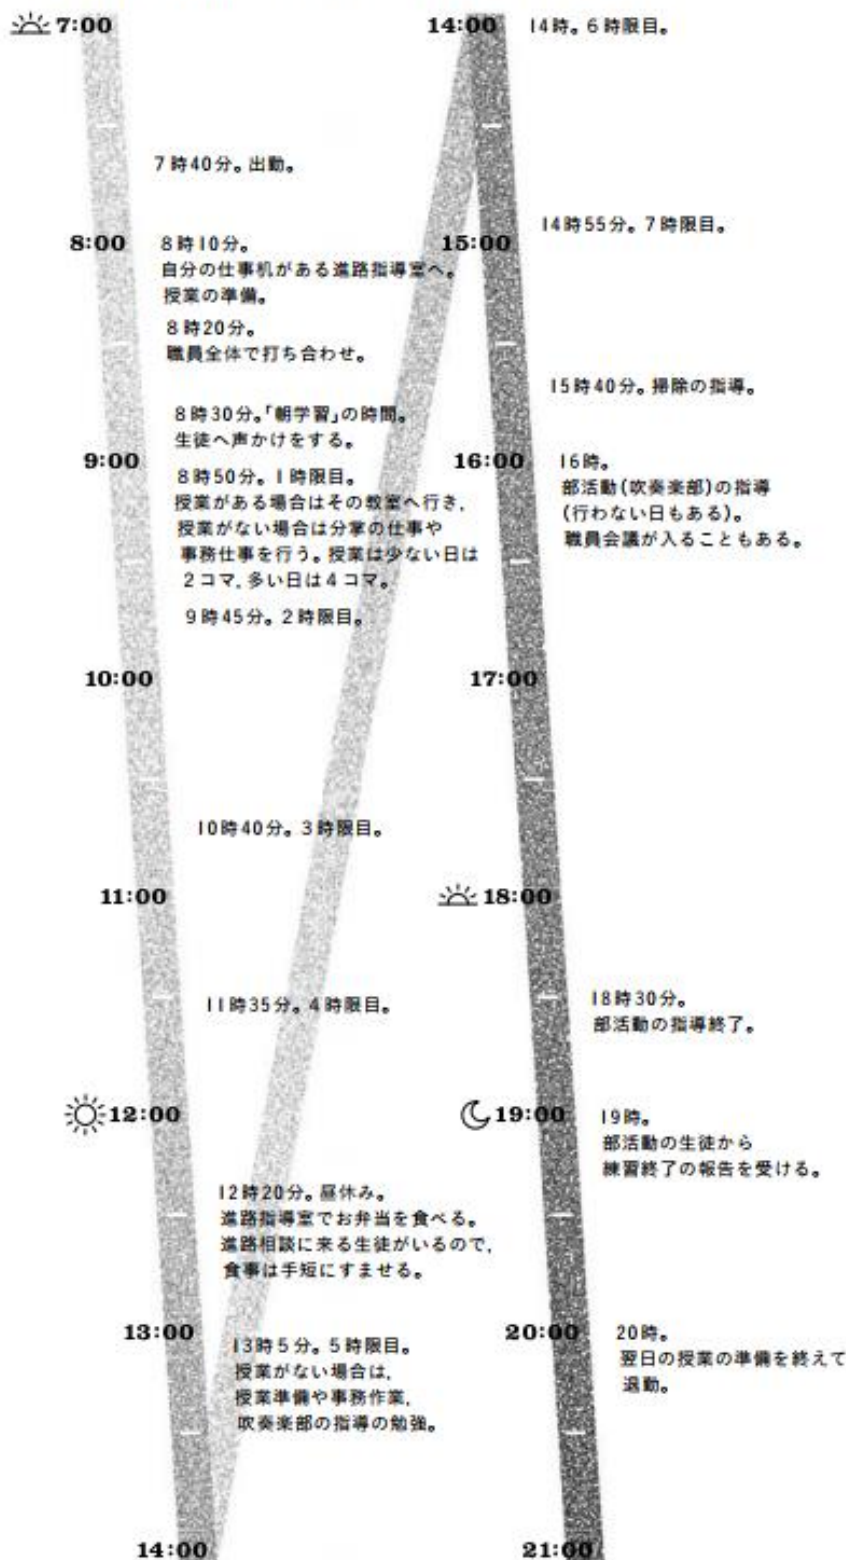 7:00
7時40分。出勤。
8:00
8時10分。
自分の仕事机がある進路指導室へ。
授業の準備。
8時20分。
職員全体で打ち合わせ。
8時30分。「朝学習」の時間。
生徒へ声かけをする。
9:00
8時50分。1時限目。
授業がある場合はその教室へ行き、
授業がない場合は分掌の仕事や
事務仕事を行う。授業は少ない日は
2コマ、多い日は4コマ。
9時45分。2時限目。
10:00
10時40分。3時限目。
11:00
11時35分。4時限目。
12:00
12時20分。昼休み。
進路指導室でお弁当を食べる。
進路相談に来る生徒がいるので、
食事は手短にすませる。
13:00
13時5分。5時限目。
授業がない場合は、
授業準備や事務作業、
吹奏楽部の指導の勉強。
14:00
14:00
14時。6時限目。
14時55分。7時限目。
15:00
15時40分。掃除の指導。
16:00
16時。
部活動(吹奏楽部)の指導
(行わない日もある)。
職員会議が入ることもある。
17:00
18:00
18時30分。
部活動の指導終了。
19:00
19時。
部活動の生徒から
練習終了の報告を受ける。
20:00
20時。
翌日の授業の準備を終えて
退勤。
21:00